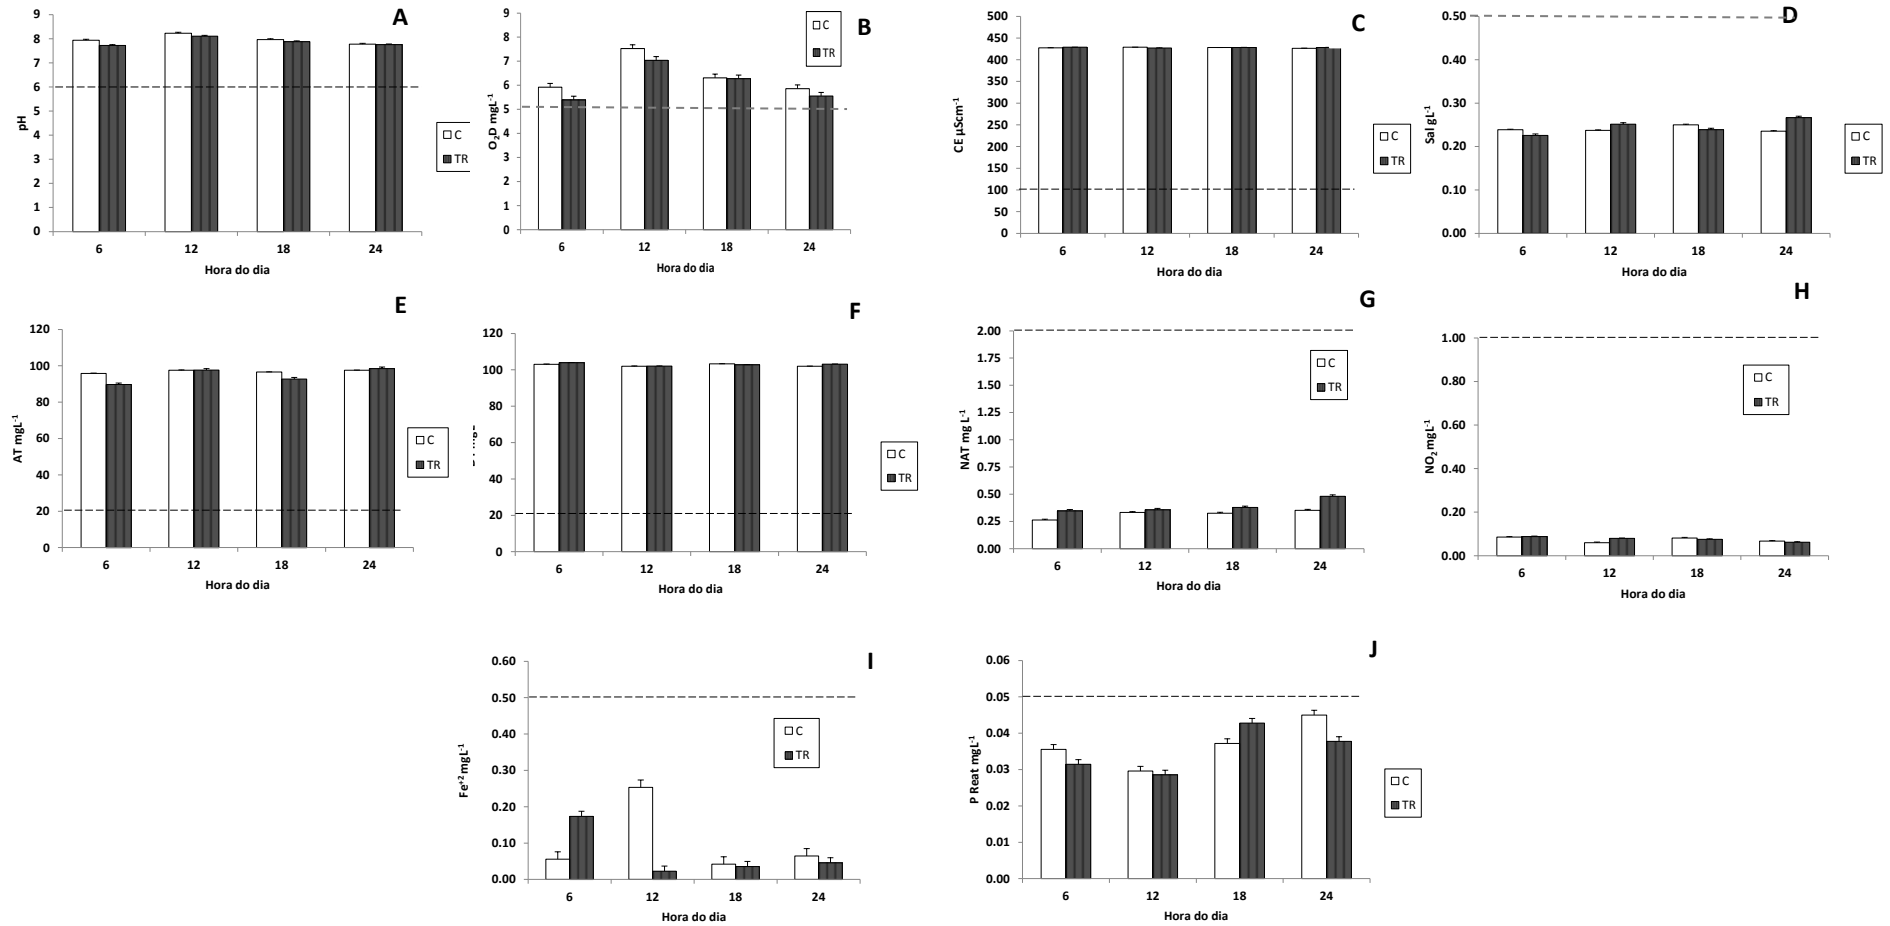 A
9
8
7
6
5
4
3
2
1
0
pH
6 12 18 24
Hora do dia
C
TR
B
9
8
7
6
5
4
3
2
1
0
O₂D mgL⁻¹
6 12 18 24
Hora do dia
C
TR
C
500
450
400
350
300
250
200
150
100
50
0
CE µScm⁻¹
6 12 18 24
Hora do dia
C
TR
D
0.50
0.40
0.30
0.20
0.10
0.00
Sal gL⁻¹
6 12 18 24
Hora do dia
C
TR
E
120
100
80
60
40
20
0
AT mgL⁻¹
6 12 18 24
Hora do dia
C
TR
F
120
100
80
60
40
20
0
6 12 18 24
Hora do dia
C
TR
G
2.00
1.75
1.50
1.25
1.00
0.75
0.50
0.25
0.00
NAT mg L⁻¹
6 12 18 24
Hora do dia
C
TR
H
1.00
0.80
0.60
0.40
0.20
0.00
NO₂ mgL⁻¹
6 12 18 24
Hora do dia
C
TR
I
0.60
0.50
0.40
0.30
0.20
0.10
0.00
Fe⁺² mgL⁻¹
6 12 18 24
Hora do dia
C
TR
J
0.06
0.05
0.04
0.03
0.02
0.01
0.00
P Reat mgL⁻¹
6 12 18 24
Hora do dia
C
TR